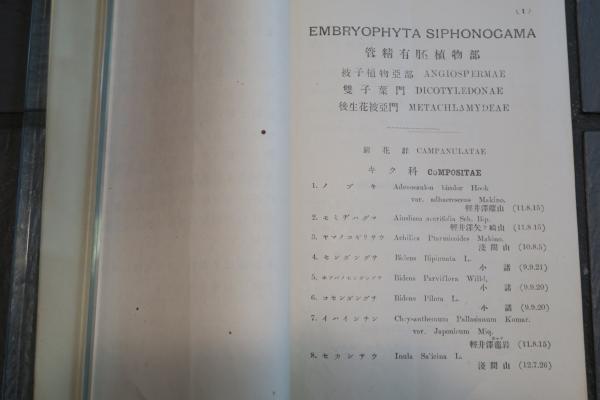 (1)
EMBRYOPHYTA SIPHONOGAMA
管精有胚植物部
被子植物亞部 ANGIOSPERMAE
雙子葉門 DICOTYLEDONAE
後生花被亞門 METACHLAMYDEAE
花群 CAMPANULATAE
キク科 COMPOSITAE
1. ノブキ Adenocaulon bicolor Hook
var. adhaerescens Makino.
輕井澤 山 (11.8.15)
2. モミヂハグマ Ainsliaea acerifolia Sch. Bip.
輕井澤矢ケ崎山 (11.8.15)
3. ヤマノコギリサウ Achillea Ptarmicoides Makino.
淺間山 (10.8.5)
4. センダングサ Bidens Bipinnata L.
小諸 (9.9.21)
5. ホソバノセンダングサ Bidens Parviflora Willd,
小諸 (9.9.20)
6. コセンダングサ Bidens Pilora L.
小諸 (9.9.20)
7. イハインチン Chrysanthemum Pallasianum Komar.
var. Japonicum Miq.
輕井澤 岩 (11.8.15)
8. セカンサウ Inula Salicina L.
淺間山 (12.7.26)